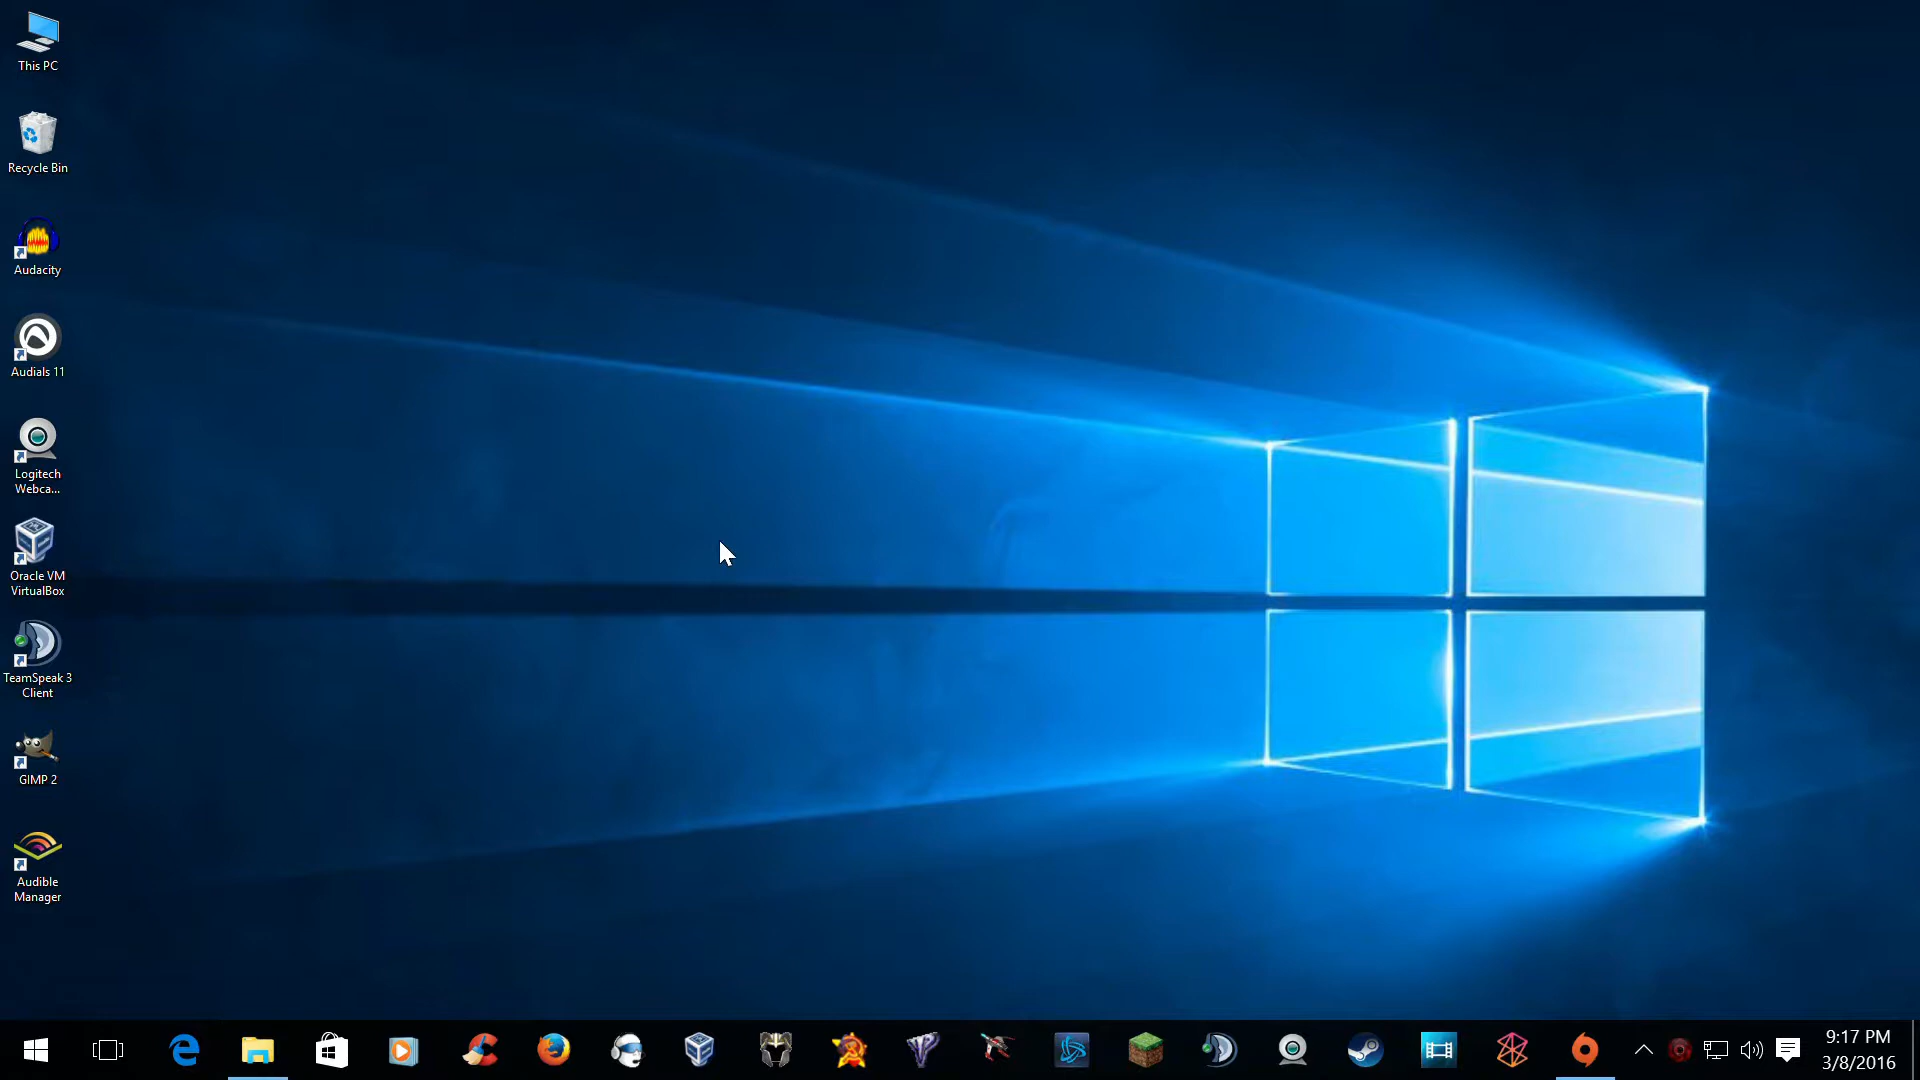 This PC
Recycle Bin
Audacity
Audials 11
Logitech
Webca...
Oracle VM
VirtualBox
TeamSpeak 3
Client
GIMP 2
Audible
Manager
9:17 PM
3/8/2016